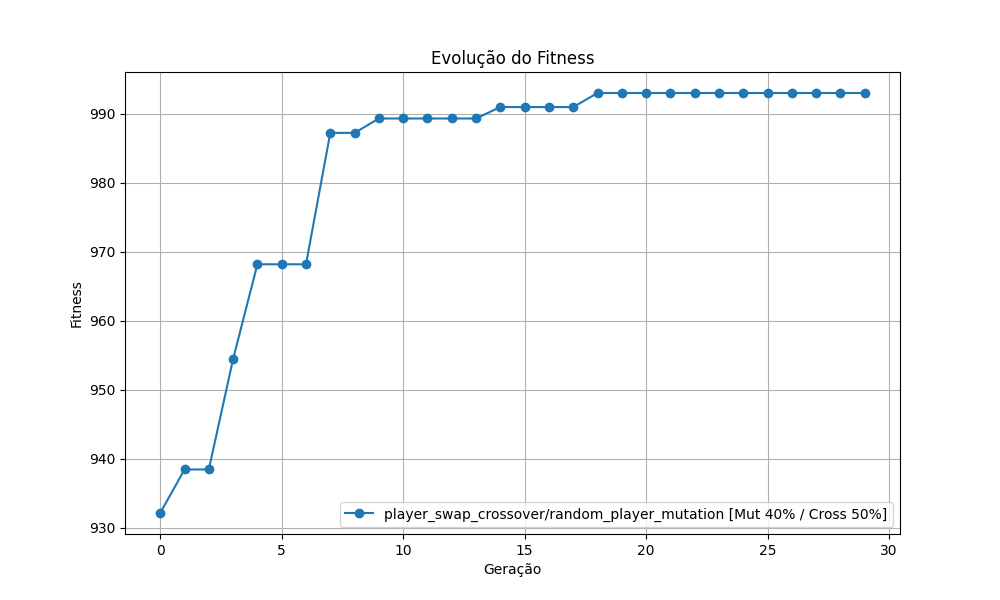 Evolução do Fitness
Fitness
990
980
970
960
950
940
930
player_swap_crossover/random_player_mutation [Mut 40% / Cross 50%]
0 5 10 15 20 25 30
Geração